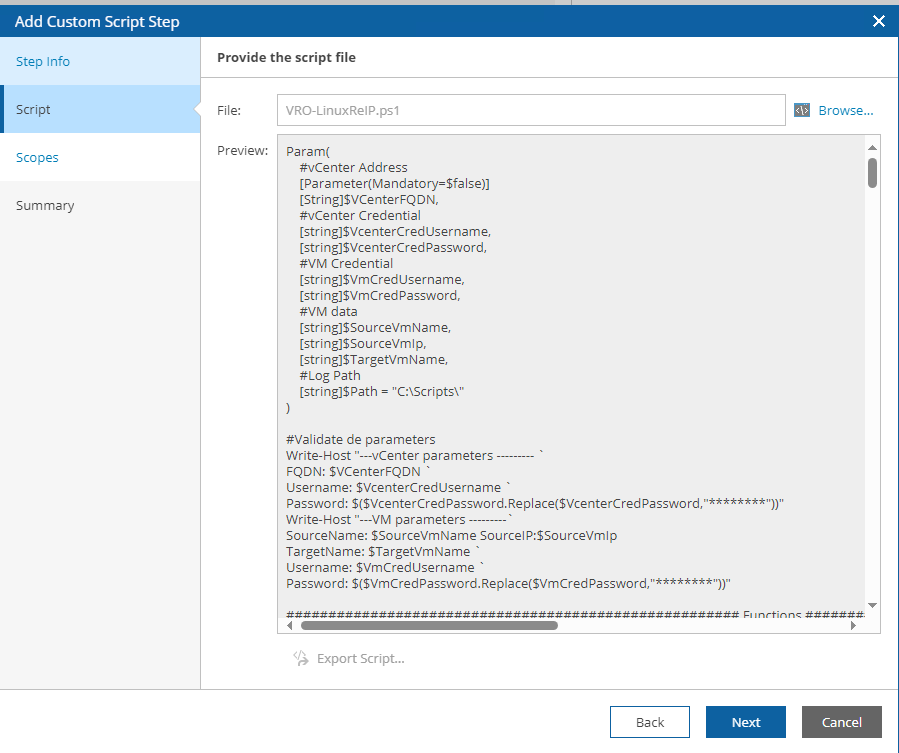 Add Custom Script Step
Step Info
Script
Scopes
Summary
Provide the script file
File:
VRO-LinuxReIP.ps1
Browse...
Preview:
Param(
#vCenter Address
[Parameter(Mandatory=$false)]
[String]$VCenterFQDN,
#vCenter Credential
[string]$VcenterCredUsername,
[string]$VcenterCredPassword,
#VM Credential
[string]$VmCredUsername,
[string]$VmCredPassword,
#VM data
[string]$SourceVmName,
[string]$SourceVmIp,
[string]$TargetVmName,
#Log Path
[string]$Path = "C:\Scripts\"
)
#Validate de parameters
Write-Host "---vCenter parameters --------- `
FQDN: $VCenterFQDN `
Username: $VcenterCredUsername `
Password: $($VcenterCredPassword.Replace($VcenterCredPassword,"********"))"
Write-Host "---VM parameters ---------`
SourceName: $SourceVmName SourceIP:$SourceVmIp
TargetName: $TargetVmName `
Username: $VmCredUsername `
Password: $($VmCredPassword.Replace($VmCredPassword,"********"))"
###################################################### Functions #######
Export Script...
Back
Next
Cancel